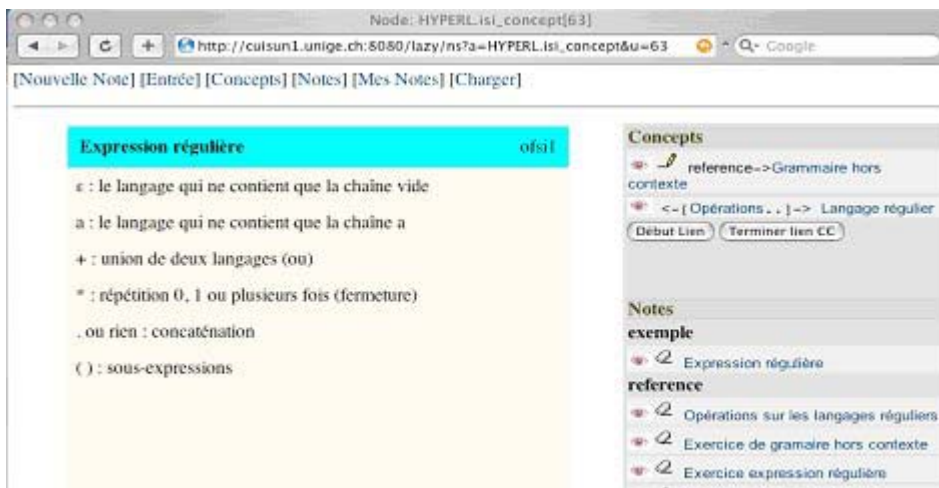 Node: HYPERL.isi_concept[63]
http://cuisun1.unige.ch:8080/lazy/ns?a=HYPERL.isi_concept&u=63
Google
[Nouvelle Note] [Entrée] [Concepts] [Notes] [Mes Notes] [Charger]
Expression régulière ofsi1
ε : le langage qui ne contient que la chaîne vide
a : le langage qui ne contient que la chaîne a
+ : union de deux langages (ou)
* : répétition 0, 1 ou plusieurs fois (fermeture)
. ou rien : concaténation
( ) : sous-expressions
Concepts
reference->Grammaire hors
contexte
<-[Opérations..]-> Langage régulier
Début Lien Terminer lien CC
Notes
exemple
Expression régulière
reference
Opérations sur les langages réguliers
Exercice de gramaire hors contexte
Exercice expression régulière